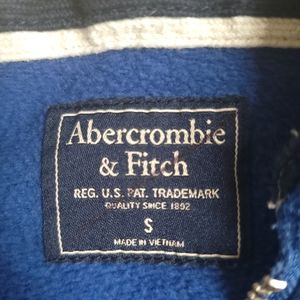 Abercrombie
& Fitch
REG. U.S. PAT. TRADEMARK
QUALITY SINCE 1892
S
MADE IN VIETNAM